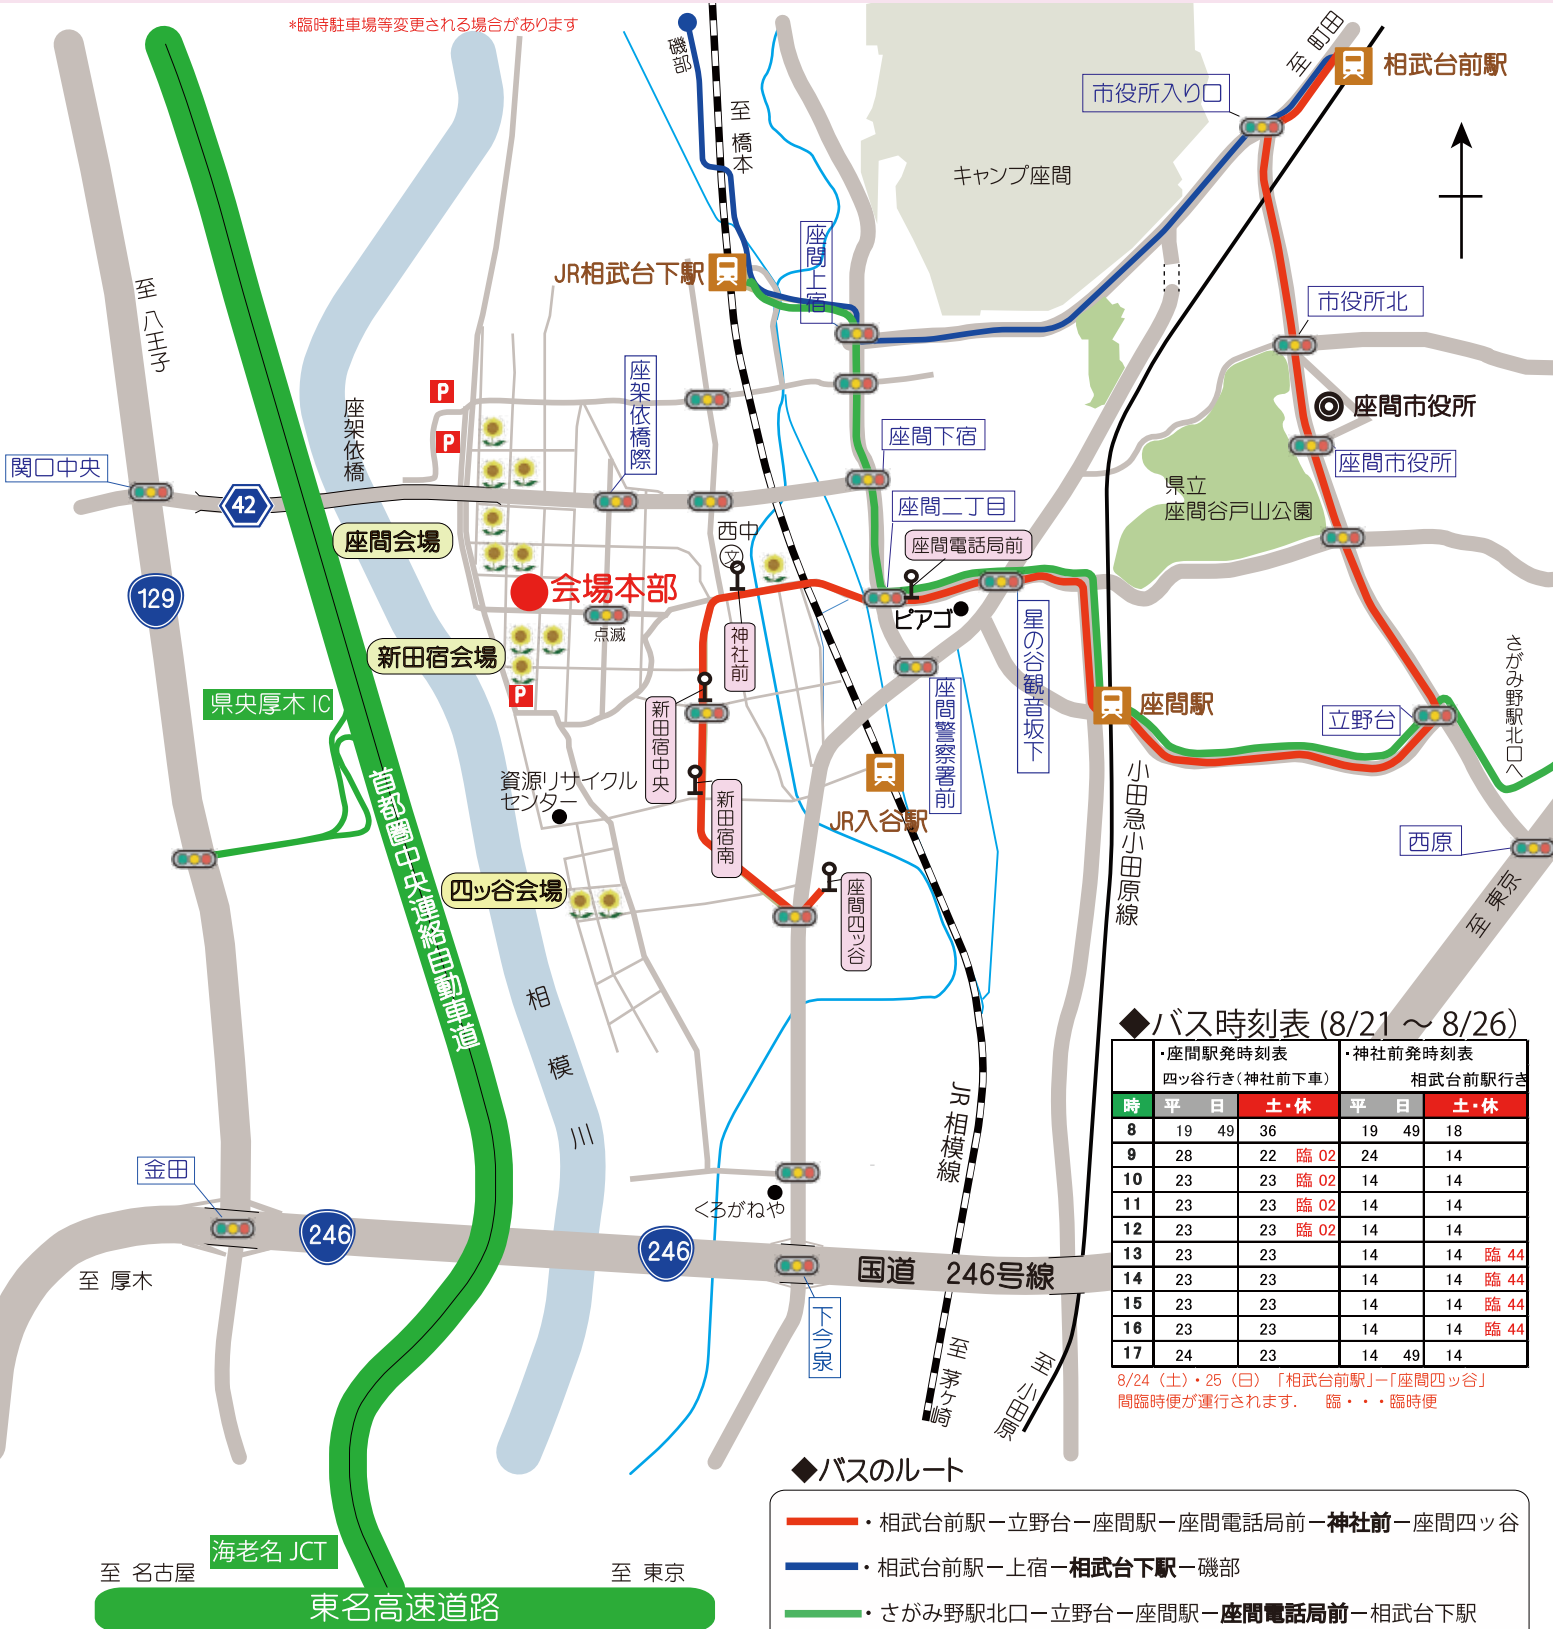 *臨時駐車場等変更される場合があります
磯部
至 町田
相武台前駅
市役所入り口
至 橋本
キャンプ座間
座間上宿
JR相武台下駅
至 八王子
市役所北
P
座架依橋
座架依橋際
座間市役所
P
座間下宿
座間市役所
関口中央
42
座間二丁目
県立
座間谷戸山公園
西中
文
座間電話局前
座間会場
129
会場本部
ピアゴ
点滅
神社前
星の谷観音坂下
さがみ野駅北口へ
新田宿会場
県央厚木 IC
P
新田宿中央
座間警察署前
座間駅
立野台
首都圏中央連絡自動車道
資源リサイクル
センター
新田宿南
JR入谷駅
小田急小田原線
西原
四ッ谷会場
座間四ッ谷
至 東京
相模川
◆バス時刻表 (8/21 ～ 8/26)
・座間駅発時刻表 ・神社前発時刻表
四ッ谷行き(神社前下車) 相武台前駅行き
時 平 日 土・休 平 日 土・休
8 19 49 36 19 49 18
9 28 22 臨 02 24 14
10 23 23 臨 02 14 14
11 23 23 臨 02 14 14
12 23 23 臨 02 14 14
13 23 23 14 14 臨 44
14 23 23 14 14 臨 44
15 23 23 14 14 臨 44
16 23 23 14 14 臨 44
17 24 23 14 49 14
8/24（土）・25（日）「相武台前駅」－「座間四ッ谷」
間臨時便が運行されます． 臨・・・臨時便
JR 相模線
金田
くろがねや
246
246
国道 246号線
至 厚木
下今泉
至 茅ヶ崎
至 小田原
◆バスのルート
・相武台前駅－立野台－座間駅－座間電話局前－神社前－座間四ッ谷
・相武台前駅－上宿－相武台下駅－磯部
・さがみ野駅北口－立野台－座間駅－座間電話局前－相武台下駅
海老名 JCT
至 名古屋
至 東京
東名高速道路